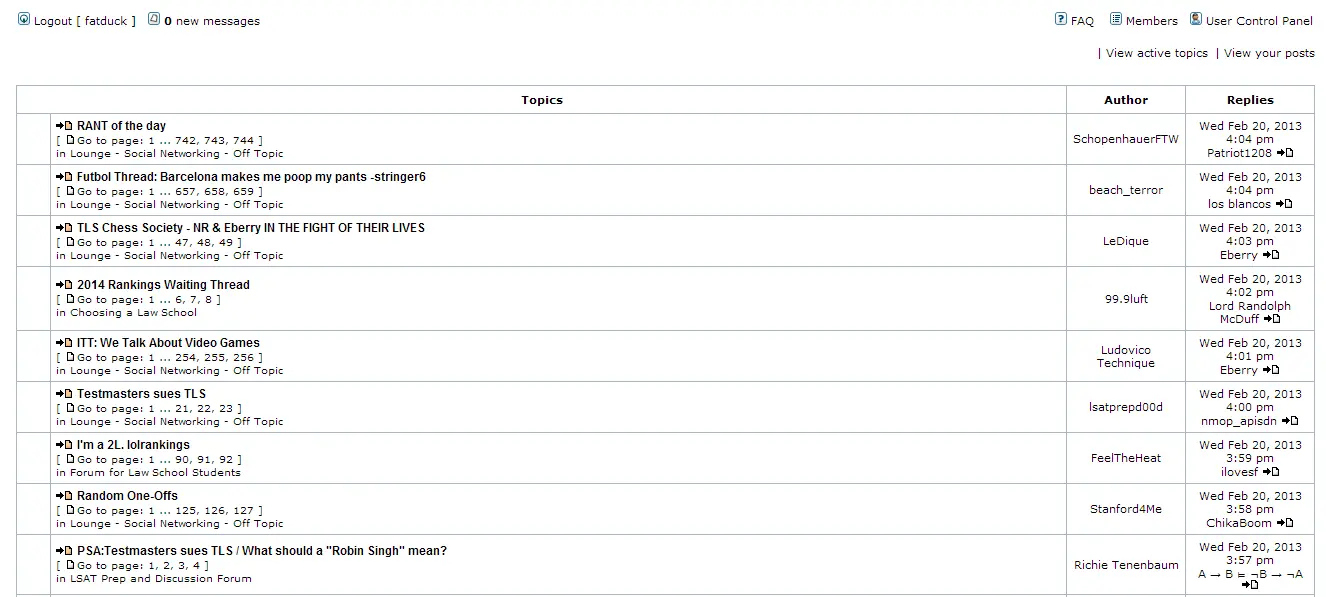 Logout [ fatduck ] 0 new messages
FAQ Members User Control Panel
| View active topics | View your posts
Topics Author Replies
RANT of the day
[ Go to page: 1 ... 742, 743, 744 ]
in Lounge - Social Networking - Off Topic
SchopenhauerFTW
Wed Feb 20, 2013
4:04 pm
Patriot1208
Futbol Thread: Barcelona makes me poop my pants -stringer6
[ Go to page: 1 ... 657, 658, 659 ]
in Lounge - Social Networking - Off Topic
beach_terror
Wed Feb 20, 2013
4:04 pm
los blancos
TLS Chess Society - NR & Eberry IN THE FIGHT OF THEIR LIVES
[ Go to page: 1 ... 47, 48, 49 ]
in Lounge - Social Networking - Off Topic
LeDique
Wed Feb 20, 2013
4:03 pm
Eberry
2014 Rankings Waiting Thread
[ Go to page: 1 ... 6, 7, 8 ]
in Choosing a Law School
99.9luft
Wed Feb 20, 2013
4:02 pm
Lord Randolph
McDuff
ITT: We Talk About Video Games
[ Go to page: 1 ... 254, 255, 256 ]
in Lounge - Social Networking - Off Topic
Ludovico
Technique
Wed Feb 20, 2013
4:01 pm
Eberry
Testmasters sues TLS
[ Go to page: 1 ... 21, 22, 23 ]
in Lounge - Social Networking - Off Topic
lsatprepd00d
Wed Feb 20, 2013
4:00 pm
nmop_apisdn
I'm a 2L. lolrankings
[ Go to page: 1 ... 90, 91, 92 ]
in Forum for Law School Students
FeelTheHeat
Wed Feb 20, 2013
3:59 pm
ilovesf
Random One-Offs
[ Go to page: 1 ... 125, 126, 127 ]
in Lounge - Social Networking - Off Topic
Stanford4Me
Wed Feb 20, 2013
3:58 pm
ChikaBoom
PSA:Testmasters sues TLS / What should a "Robin Singh" mean?
[ Go to page: 1, 2, 3, 4 ]
in LSAT Prep and Discussion Forum
Richie Tenenbaum
Wed Feb 20, 2013
3:57 pm
A → B ⊨ ¬B → ¬A